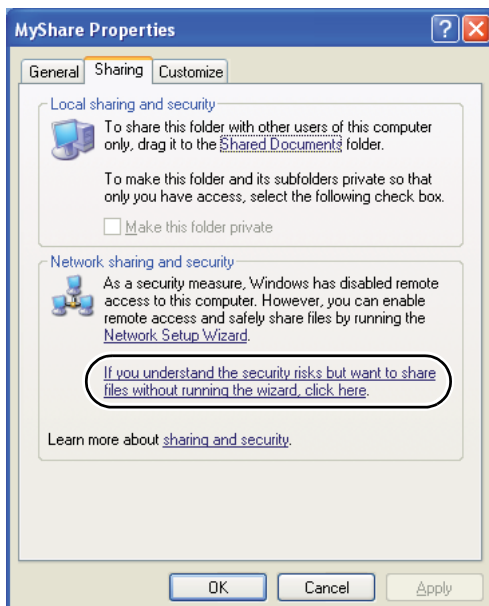 MyShare Properties
General Sharing Customize
Local sharing and security
To share this folder with other users of this computer
only, drag it to the Shared Documents folder.
To make this folder and its subfolders private so that
only you have access, select the following check box.
Make this folder private
Network sharing and security
As a security measure, Windows has disabled remote
access to this computer. However, you can enable
remote access and safely share files by running the
Network Setup Wizard.
If you understand the security risks but want to share
files without running the wizard, click here.
Learn more about sharing and security.
OK Cancel Apply